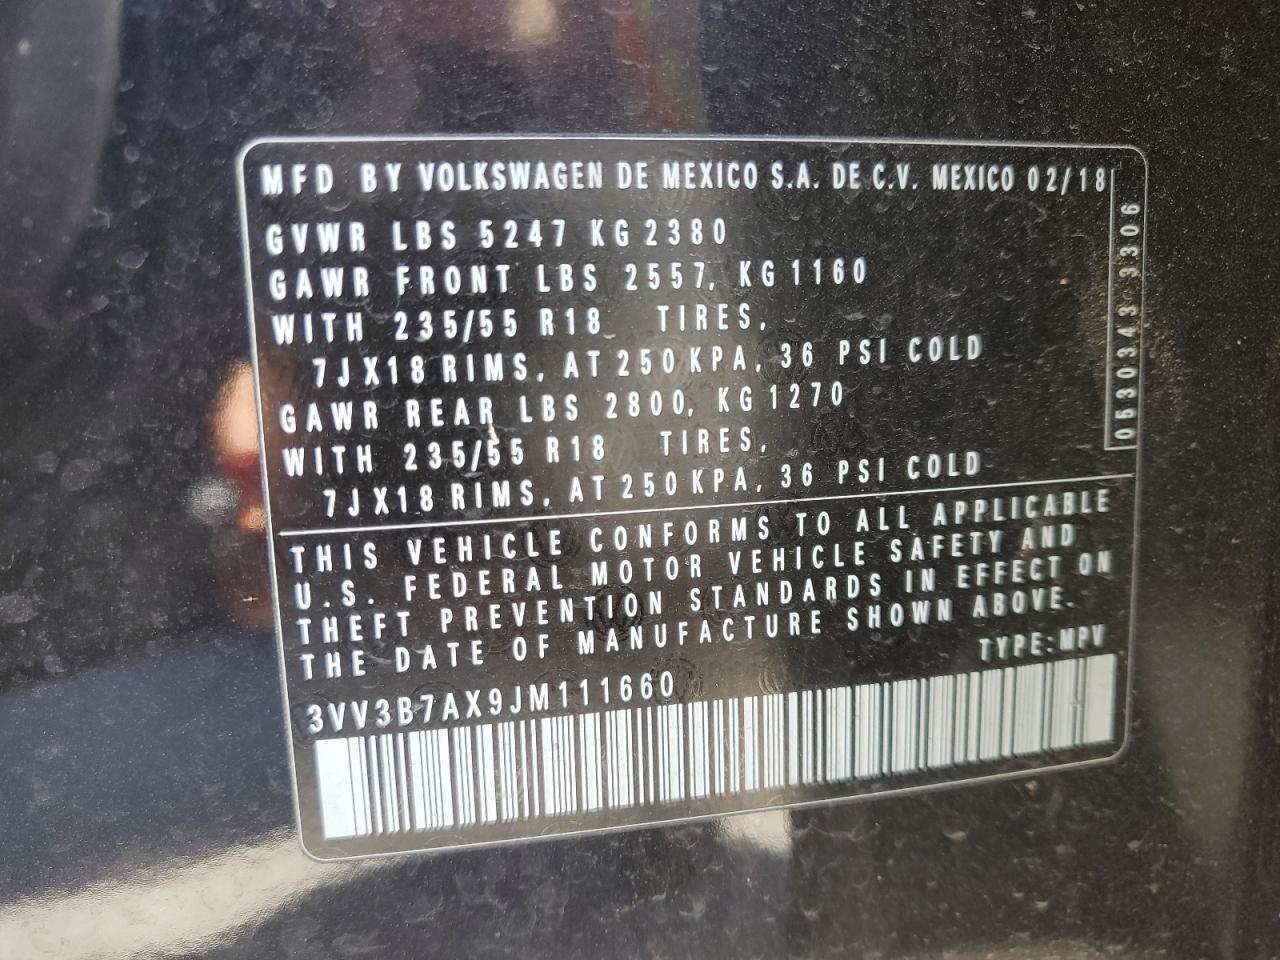 MFD BY VOLKSWAGEN DE MEXICO S.A. DE C.V. MEXICO 02/18
GVWR LBS 5247 KG 2380
GAWR FRONT LBS 2557, KG 1160
WITH 235/55 R18 TIRES,
7JX18 RIMS, AT 250 KPA, 36 PSI COLD
GAWR REAR LBS 2800, KG 1270
WITH 235/55 R18 TIRES,
7JX18 RIMS, AT 250 KPA, 36 PSI COLD
0530343 3306
THIS VEHICLE CONFORMS TO ALL APPLICABLE
U.S. FEDERAL MOTOR VEHICLE SAFETY AND
THEFT PREVENTION STANDARDS IN EFFECT ON
THE DATE OF MANUFACTURE SHOWN ABOVE.
TYPE:MPV
3VV3B7AX9JM111660